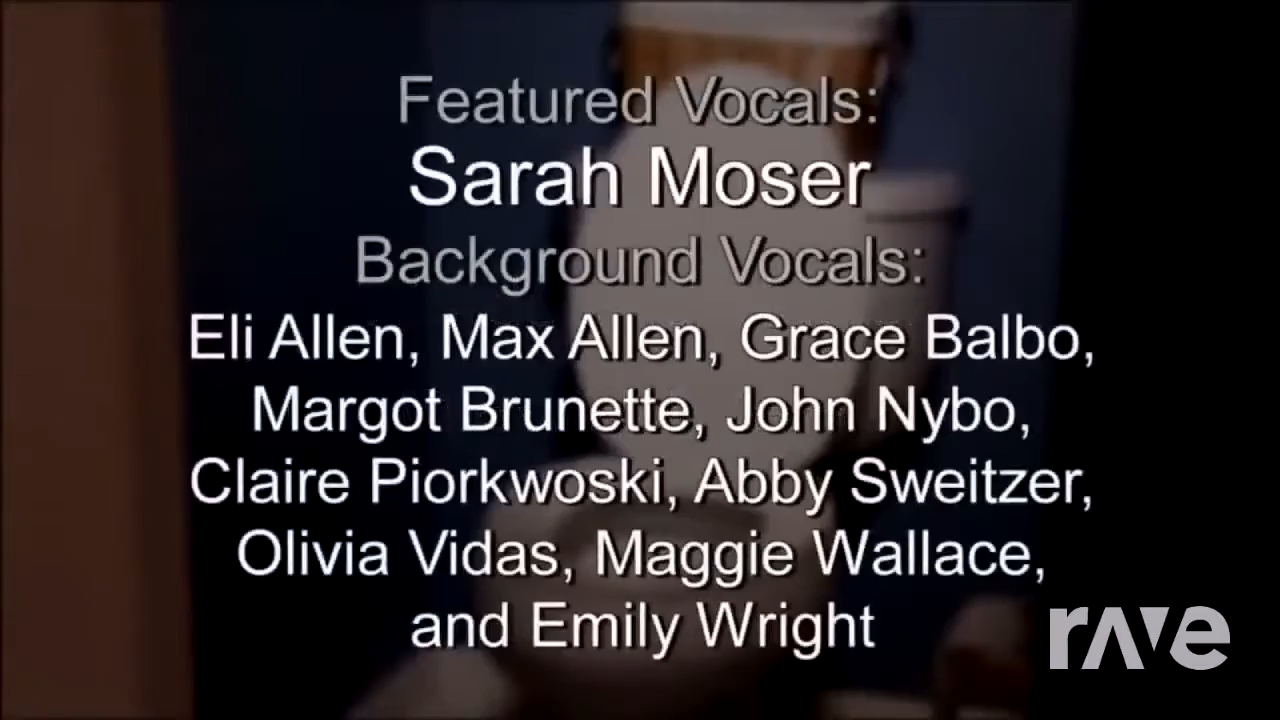 Featured Vocals:
Sarah Moser
Background Vocals:
Eli Allen, Max Allen, Grace Balbo,
Margot Brunette, John Nybo,
Claire Piorkwoski, Abby Sweitzer,
Olivia Vidas, Maggie Wallace,
and Emily Wright
rave